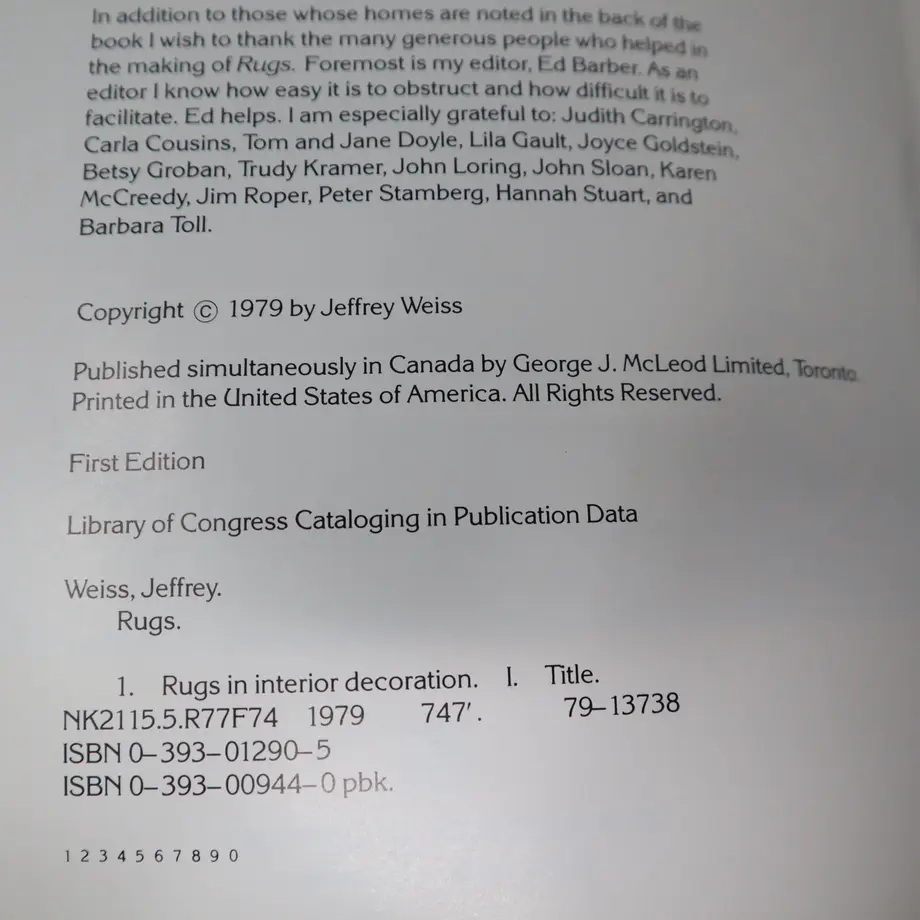 In addition to those whose homes are noted in the back of the
book I wish to thank the many generous people who helped in
the making of Rugs. Foremost is my editor, Ed Barber. As an
editor I know how easy it is to obstruct and how difficult it is to
facilitate. Ed helps. I am especially grateful to: Judith Carrington,
Carla Cousins, Tom and Jane Doyle, Lila Gault, Joyce Goldstein,
Betsy Groban, Trudy Kramer, John Loring, John Sloan, Karen
McCreedy, Jim Roper, Peter Stamberg, Hannah Stuart, and
Barbara Toll.
Copyright © 1979 by Jeffrey Weiss
Published simultaneously in Canada by George J. McLeod Limited, Toronto.
Printed in the United States of America. All Rights Reserved.
First Edition
Library of Congress Cataloging in Publication Data
Weiss, Jeffrey.
Rugs.
1. Rugs in interior decoration. I. Title.
NK2115.5.R77F74 1979 747′. 79–13738
ISBN 0–393–01290–5
ISBN 0–393–00944–0 pbk.
1 2 3 4 5 6 7 8 9 0